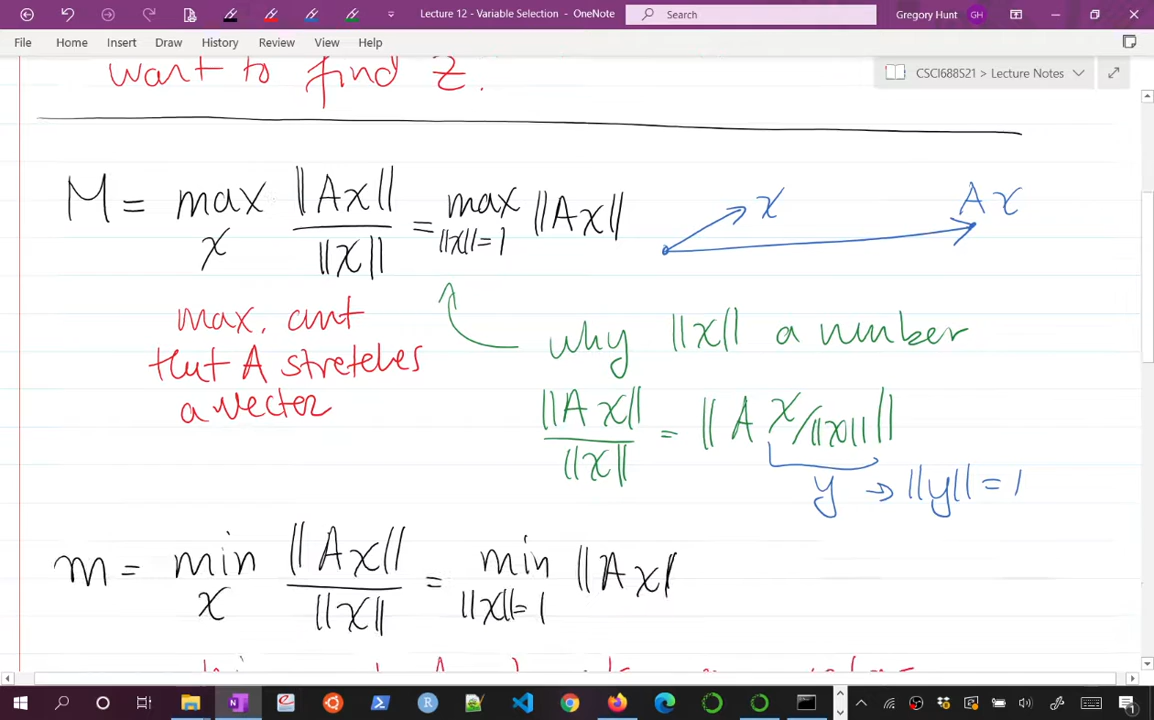 Lecture 12 - Variable Selection - OneNote
Search
Gregory Hunt
GH
File Home Insert Draw History Review View Help
want to find Z.
CSCI688S21 > Lecture Notes
M = max x ||Ax|| / ||x|| = max ||x||=1 ||Ax||
x
Ax
max. amt
that A stretches
a vector
why ||x|| a number
||Ax|| / ||x|| = ||A x/||x|| ||
y → ||y|| = 1
m = min x ||Ax|| / ||x|| = min ||x||=1 ||Ax||